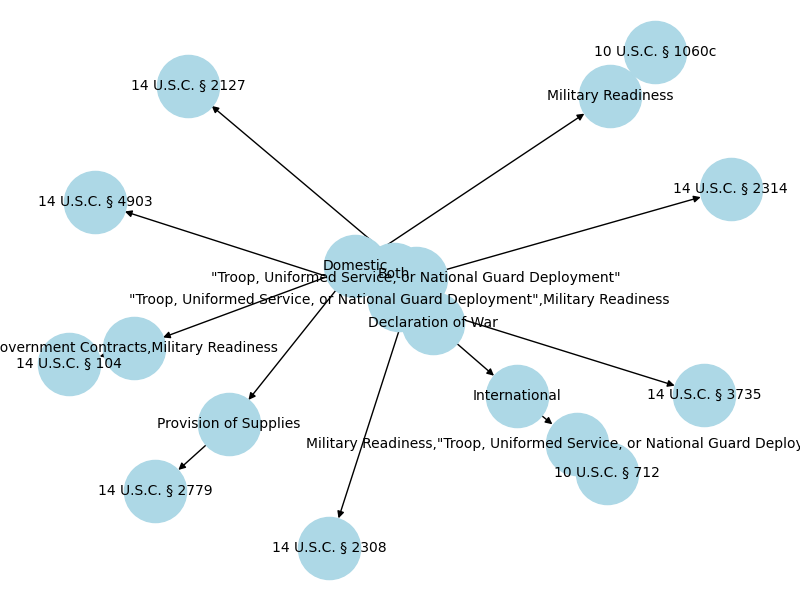 10 U.S.C. § 1060c
14 U.S.C. § 2127
Military Readiness
14 U.S.C. § 2314
14 U.S.C. § 4903
Domestic
Both
"Troop, Uniformed Service, or National Guard Deployment"
"Troop, Uniformed Service, or National Guard Deployment",Military Readiness
Declaration of War
overnment Contracts,Military Readiness
14 U.S.C. § 104
International
14 U.S.C. § 3735
Provision of Supplies
Military Readiness,"Troop, Uniformed Service, or National Guard Deploy
10 U.S.C. § 712
14 U.S.C. § 2779
14 U.S.C. § 2308